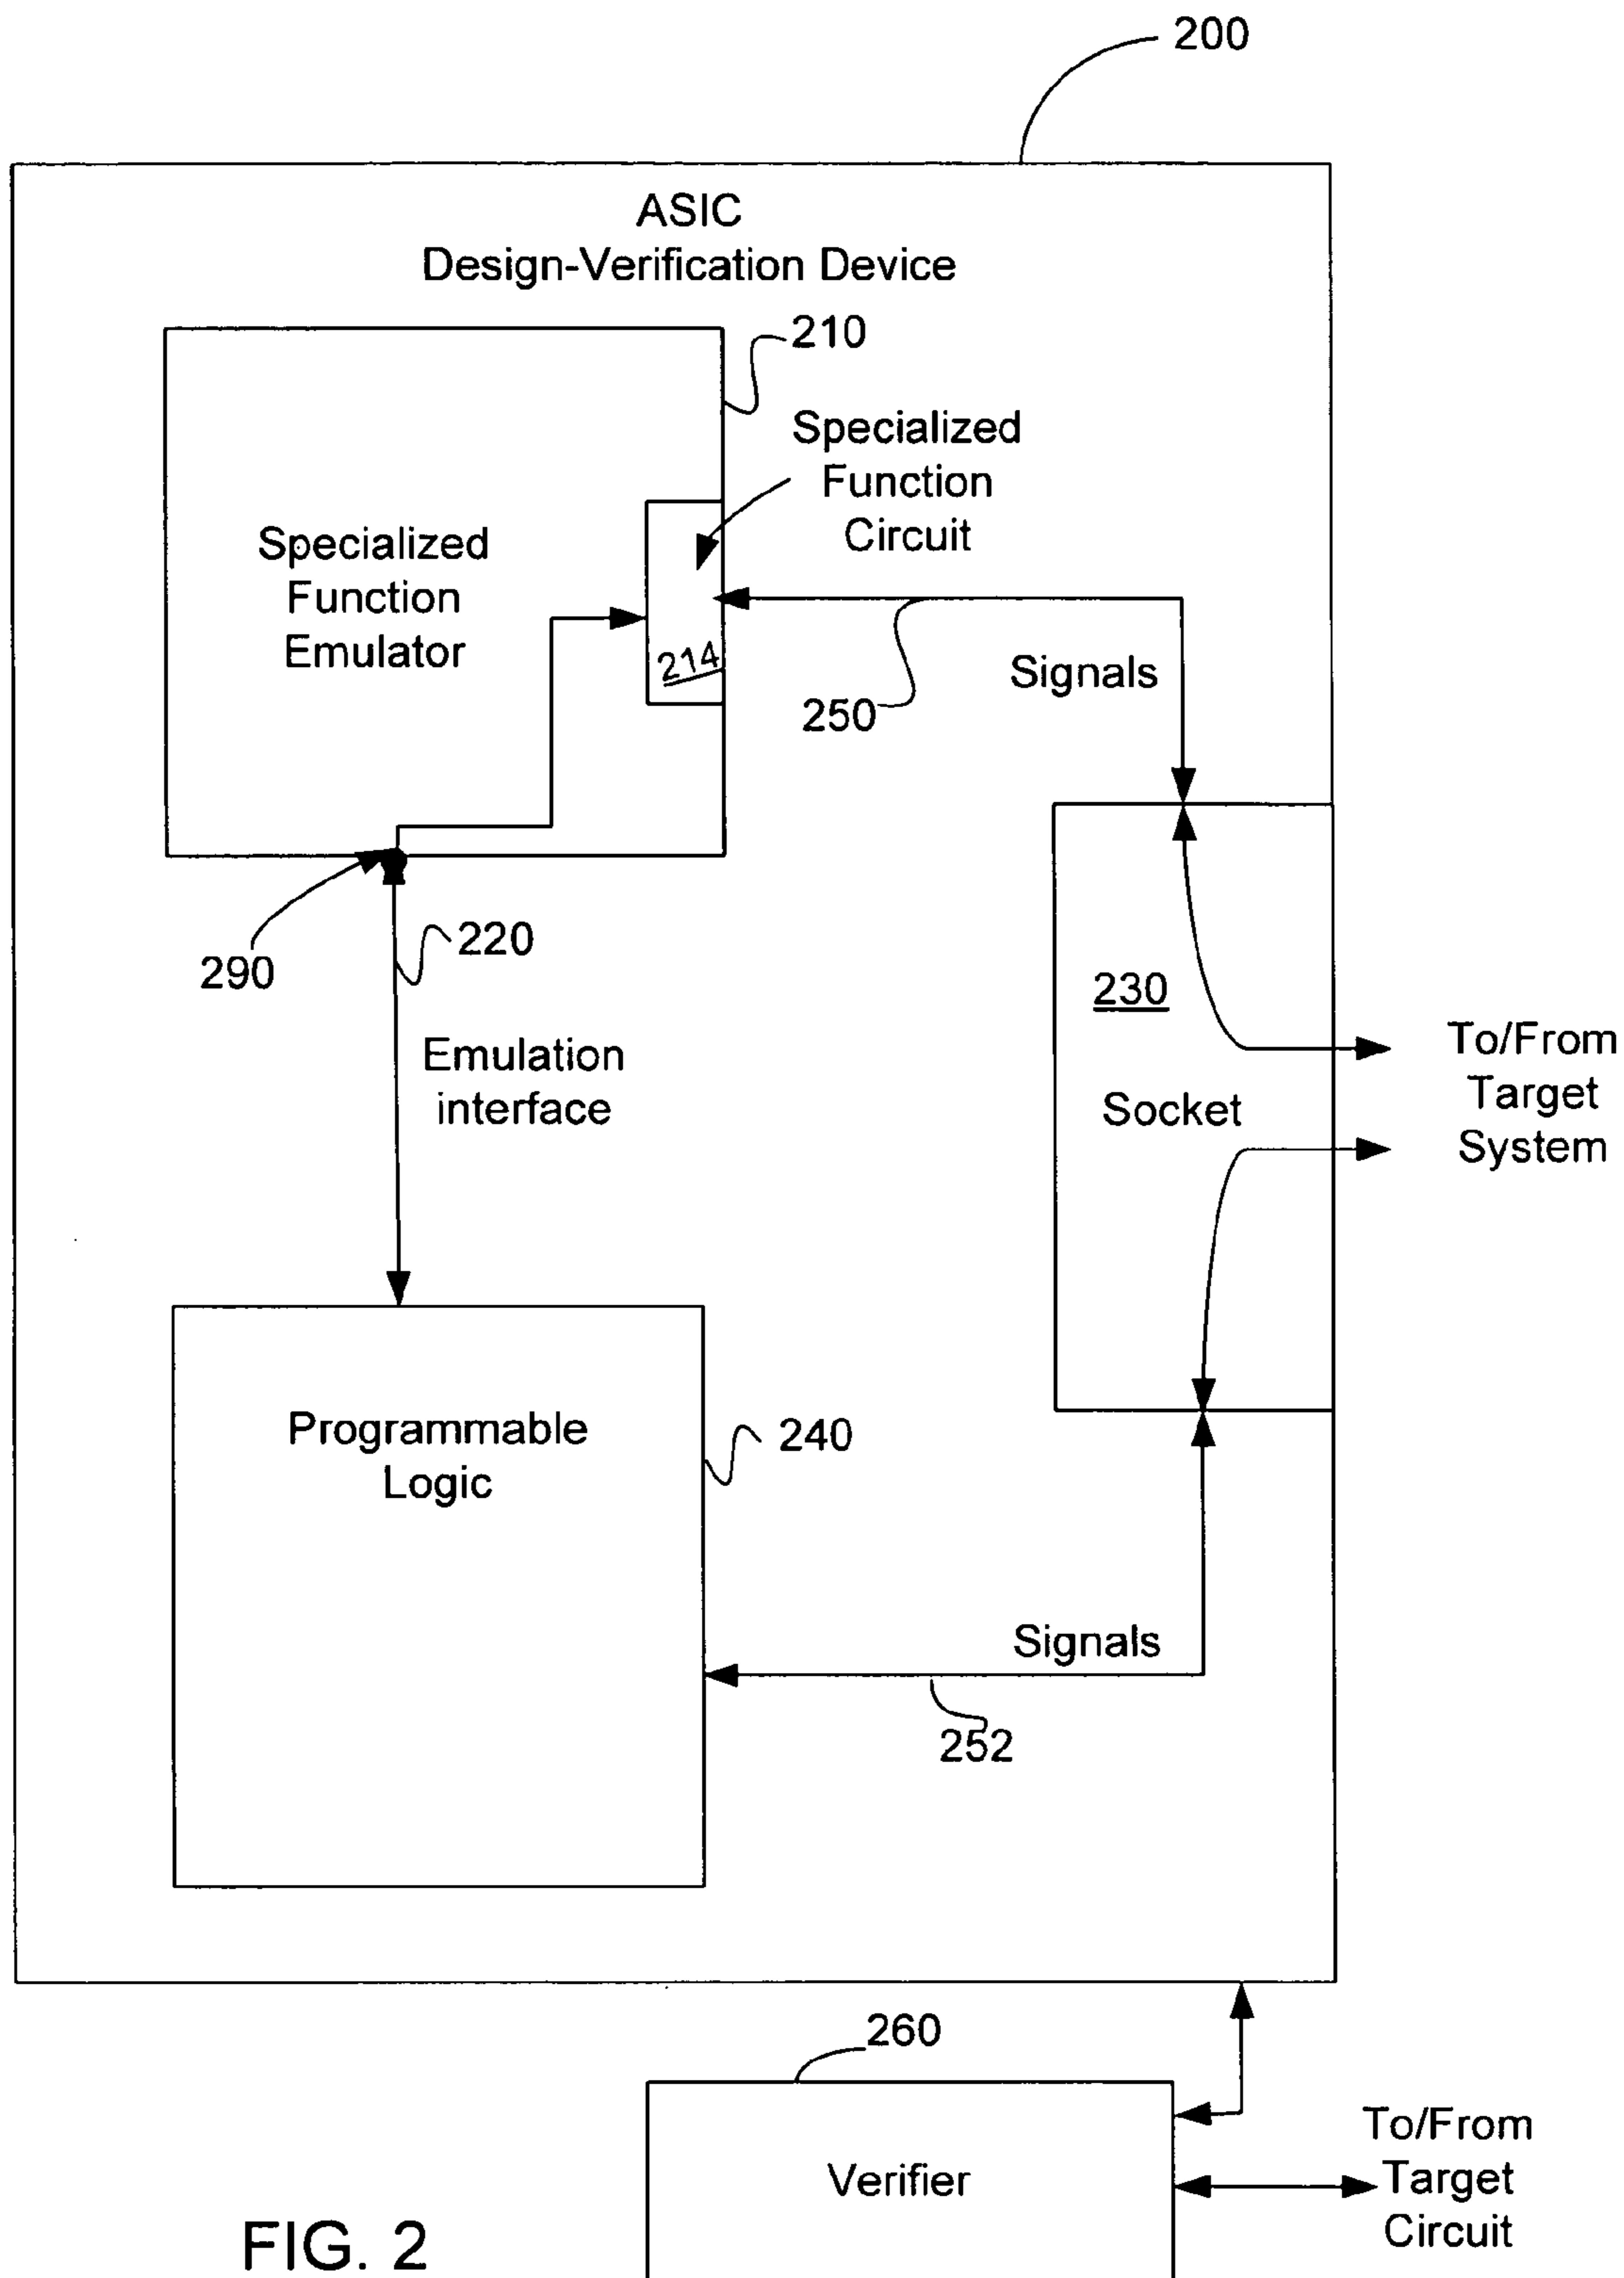 200
ASIC
Design-Verification Device
210
Specialized
Function
Circuit
Specialized
Function
Emulator
214
Signals
250
220
290
230
Emulation
interface
Socket
To/From
Target
System
Programmable
Logic
240
Signals
252
260
Verifier
To/From
Target
Circuit
FIG. 2